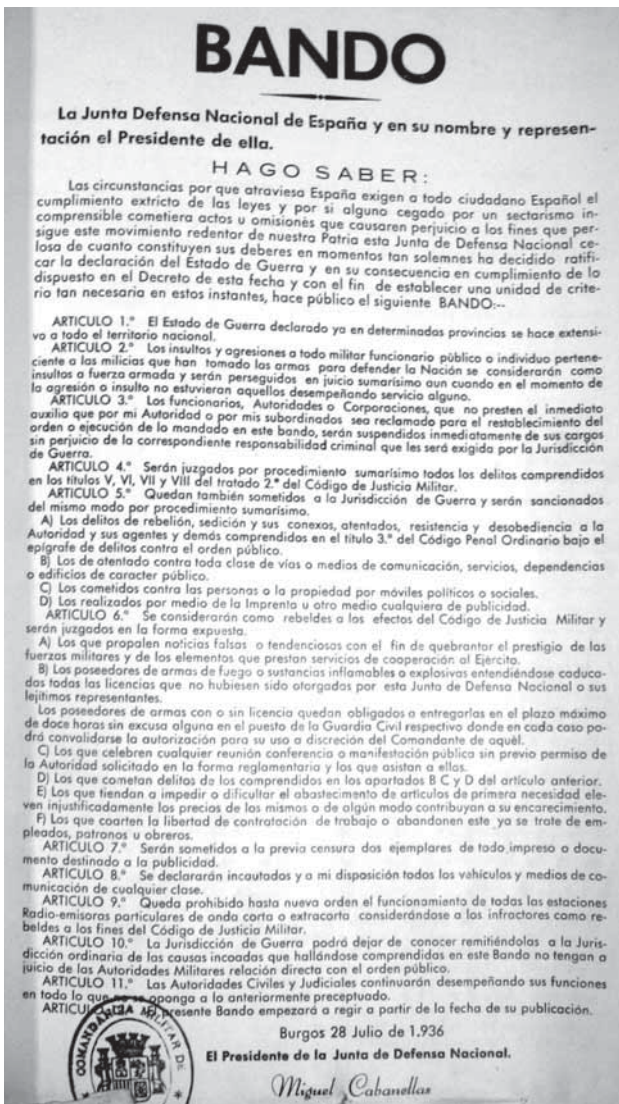 BANDO
La Junta Defensa Nacional de España y en su nombre y represen-
tación el Presidente de ella.
HAGO SABER:
Las circunstancias por que atraviesa España exigen a todo ciudadano Español el
cumplimiento extricto de las leyes y por si alguno cegado por un sectarismo in-
comprensible cometiera actos u omisiones que causaren perjuicio a los fines que per-
sigue este movimiento redentor de nuestra Patria esta Junta de Defensa Nacional ce-
losa de cuanto constituyen sus deberes en momentos tan solemnes ha decidido ratifi-
car la declaración del Estado de Guerra y en su consecuencia en cumplimiento de lo
dispuesto en el Decreto de esta fecha y con el fin de establecer una unidad de crite-
rio tan necesaria en estos instantes, hace público el siguiente BANDO:--
ARTICULO 1.º El Estado de Guerra declarado ya en determinadas provincias se hace extensi-
vo a todo el territorio nacional.
ARTICULO 2.º Los insultos y agresiones a todo militar funcionario público o individuo pertene-
ciente a las milicias que han tomado las armas para defender la Nación se considerarán como
insultos a fuerza armada y serán perseguidos en juicio sumarísimo aun cuando en el momento de
la agresión o insulto no estuvieran aquellos desempeñando servicio alguno.
ARTICULO 3.º Los funcionarios, Autoridades o Corporaciones, que no presten el inmediato
auxilio que por mi Autoridad o por mis subordinados sea reclamado para el restablecimiento del
orden o ejecución de lo mandado en este bando, serán suspendidos inmediatamente de sus cargos
sin perjuicio de la correspondiente responsabilidad criminal que les será exigida por la Jurisdicción
de Guerra.
ARTICULO 4.º Serán juzgados por procedimiento sumarísimo todos los delitos comprendidos
en los títulos V, VI, VII y VIII del tratado 2.º del Código de Justicia Militar.
ARTICULO 5.º Quedan también sometidos a la Jurisdicción de Guerra y serán sancionados
del mismo modo por procedimiento sumarísimo.
A) Los delitos de rebelión, sedición y sus conexos, atentados, resistencia y desobediencia a la
Autoridad y sus agentes y demás comprendidos en el título 3.º del Código Penal Ordinario bajo el
epígrafe de delitos contra el orden público.
B) Los de atentado contra toda clase de vías o medios de comunicación, servicios, dependencias
o edificios de caracter público.
C) Los cometidos contra las personas o la propiedad por móviles políticos o sociales.
D) Los realizados por medio de la Imprenta u otro medio cualquiera de publicidad.
ARTICULO 6.º Se considerarán como rebeldes a los efectos del Código de Justicia Militar y
serán juzgados en la forma expuesta.
A) Los que propalen noticias falsas o tendenciosas con el fin de quebrantar el prestigio de las
fuerzas militares y de los elementos que prestan servicios de cooperación al Ejército.
B) Los poseedores de armas de fuego o sustancias inflamables o explosivas entendiéndose caduca-
das todas las licencias que no hubiesen sido otorgadas por esta Junta de Defensa Nacional o sus
lejítimos representantes.
Los poseedores de armas con o sin licencia quedan obligados a entregarlas en el plazo máximo
de doce horas sin excusa alguna en el puesto de la Guardia Civil respectivo donde en cada caso po-
drá convalidarse la autorización para su uso a discreción del Comandante de aquél.
C) Los que celebren cualquier reunión conferencia o manifestación pública sin previo permiso de
la Autoridad solicitado en la forma reglamentaria y los que asistan a ellas.
D) Los que cometan delitos de los comprendidos en los apartados B C y D del artículo anterior.
E) Los que tiendan a impedir o dificultar el abastecimiento de artículos de primera necesidad ele-
ven injustificadamente los precios de los mismos o de algún modo contribuyan a su encarecimiento.
F) Los que coarten la libertad de contratación de trabajo o abandonen este ya se trate de em-
pleados, patronos u obreros.
ARTICULO 7.º Serán sometidos a la previa censura dos ejemplares de todo impreso o docu-
mento destinado a la publicidad.
ARTICULO 8.º Se declararán incautados y a mi disposición todos los vehículos y medios de co-
municación de cualquier clase.
ARTICULO 9.º Queda prohibido hasta nueva orden el funcionamiento de todas las estaciones
Radio-emisoras particulares de onda corta o extracorta considerándose a los infractores como re-
beldes a los fines del Código de Justicia Militar.
ARTICULO 10.º La Jurisdicción de Guerra podrá dejar de conocer remitiéndolas a la Juris-
dicción ordinaria de las causas incoadas que hallándose comprendidas en este Bando no tengan a
juicio de las Autoridades Militares relación directa con el orden público.
ARTICULO 11.º Las Autoridades Civiles y Judiciales continuarán desempeñando sus funciones
en todo lo que no se oponga a lo anteriormente preceptuado.
presente Bando empezará a regir a partir de la fecha de su publicación.
Burgos 28 Julio de 1.936
El Presidente de la Junta de Defensa Nacional.
Miguel Cabanellas
COMANDANCIA MILITAR DE